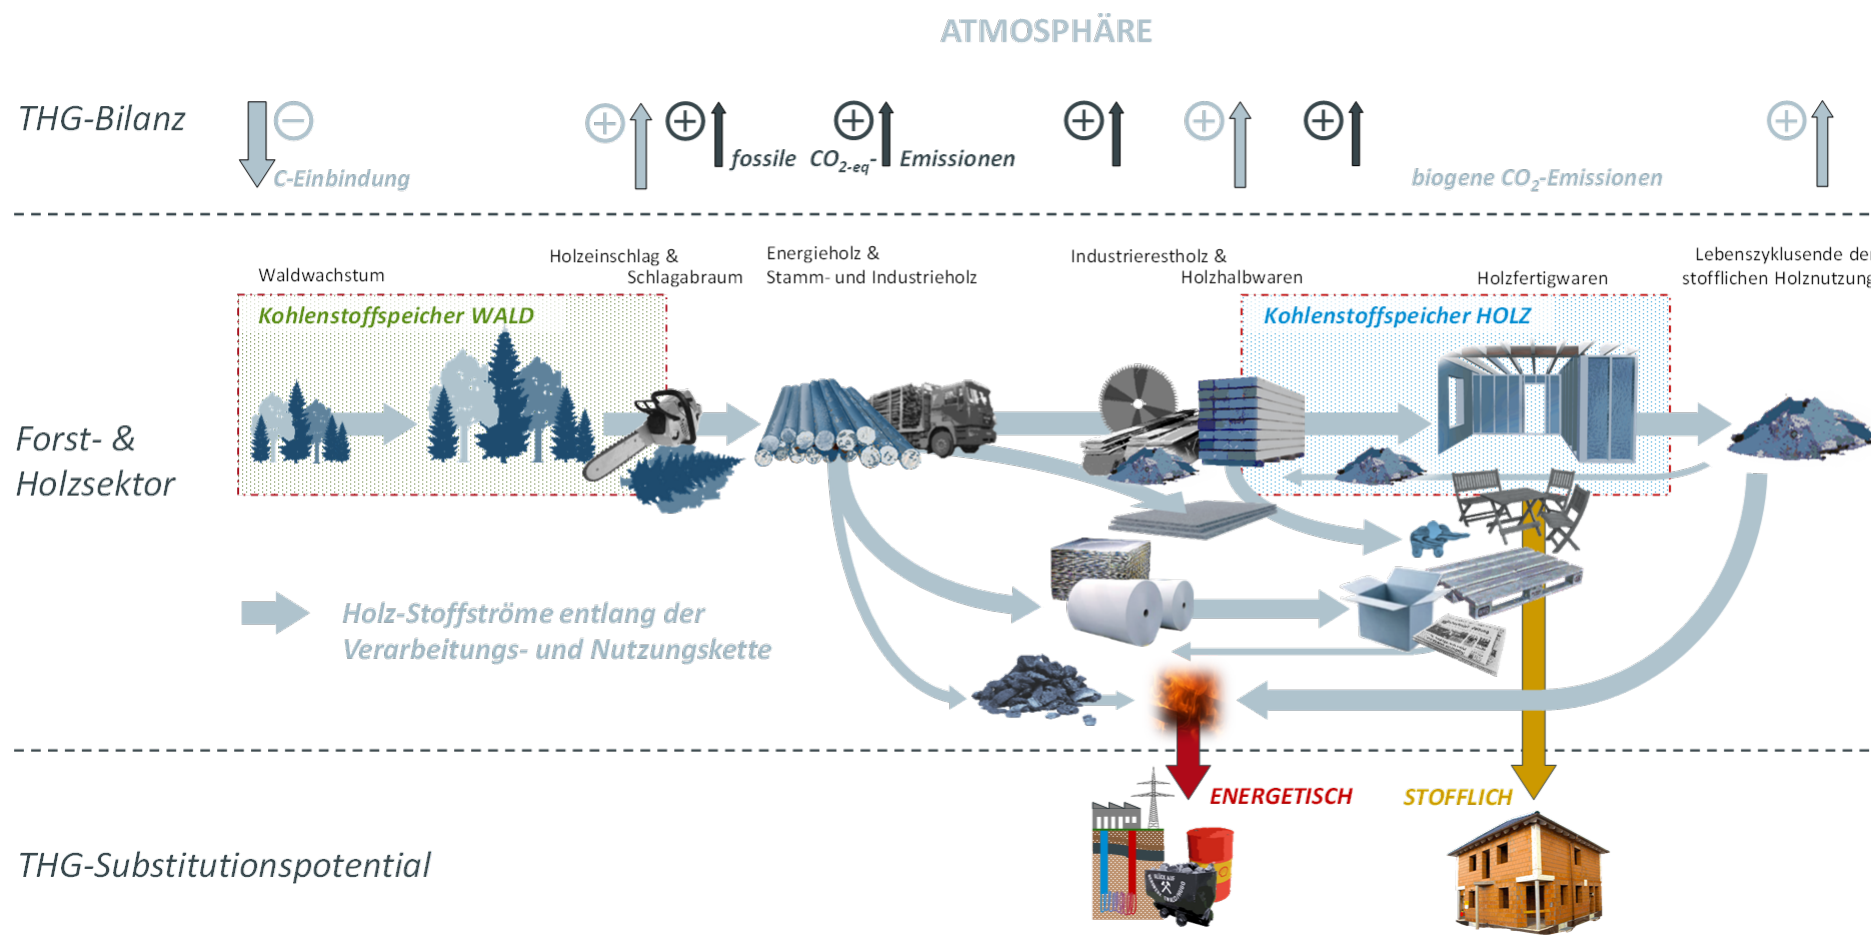 ATMOSPHÄRE
THG-Bilanz
C-Einbindung
fossile CO2-eq- Emissionen
biogene CO2-Emissionen
Waldwachstum
Holzeinschlag &
Schlagabraum
Energieholz &
Stamm- und Industrieholz
Industrierestholz &
Holzhalbwaren
Holzfertigwaren
Lebenszyklusende der
stofflichen Holznutzung
Kohlenstoffspeicher WALD
Kohlenstoffspeicher HOLZ
Forst- &
Holzsektor
Holz-Stoffströme entlang der
Verarbeitungs- und Nutzungskette
ENERGETISCH
STOFFLICH
THG-Substitutionspotential
GLÜCK AUF